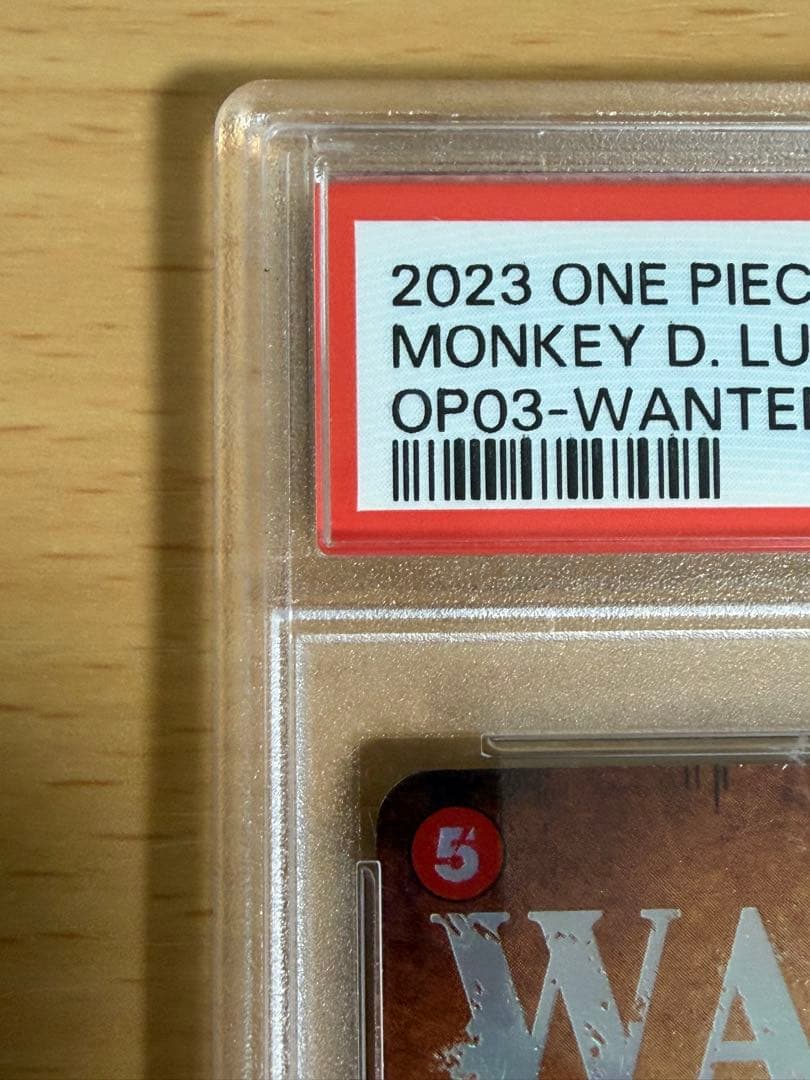 2023 ONE PIEC
MONKEY D. LU
OP03-WANTE
5
WA